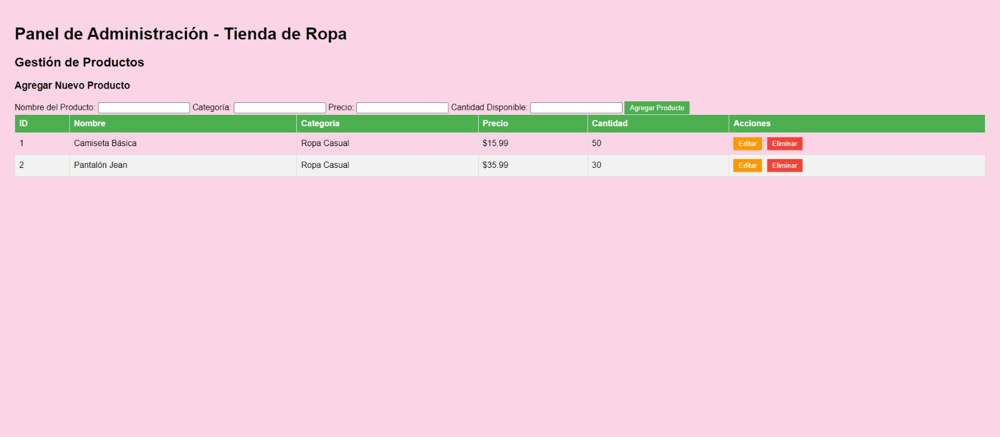 Panel de Administración - Tienda de Ropa
Gestión de Productos
Agregar Nuevo Producto
Nombre del Producto: Categoría: Precio: Cantidad Disponible: Agregar Producto
ID Nombre Categoría Precio Cantidad Acciones
1 Camiseta Básica Ropa Casual $15.99 50 Editar Eliminar
2 Pantalón Jean Ropa Casual $35.99 30 Editar Eliminar